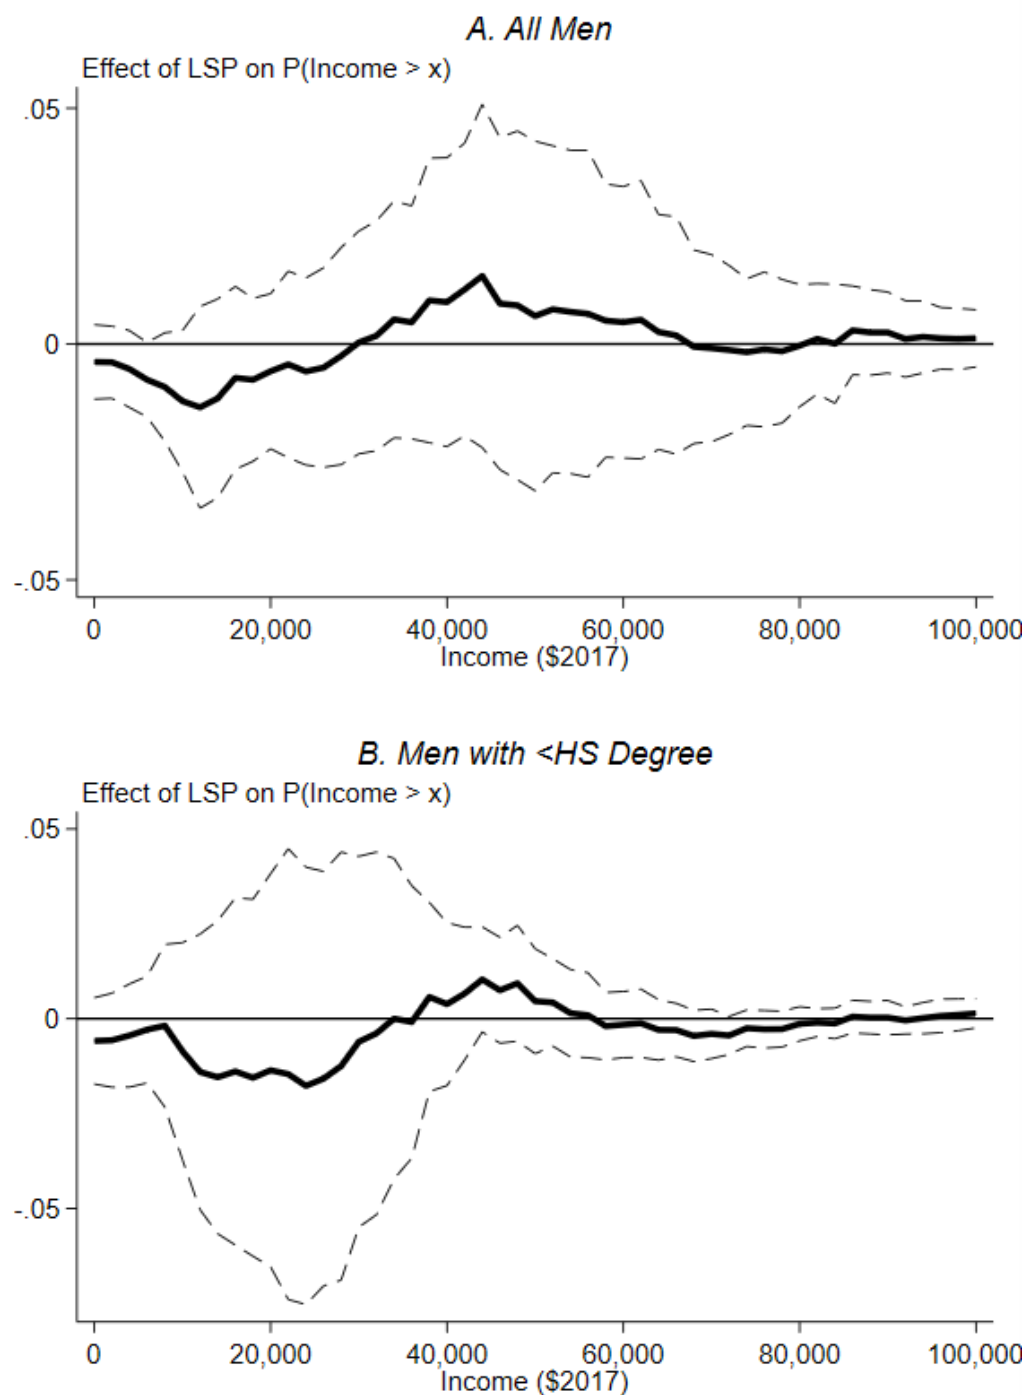 A. All Men
Effect of LSP on P(Income > x)
.05
0
-.05
0 20,000 40,000 60,000 80,000 100,000
Income ($2017)
B. Men with <HS Degree
Effect of LSP on P(Income > x)
.05
0
-.05
0 20,000 40,000 60,000 80,000 100,000
Income ($2017)